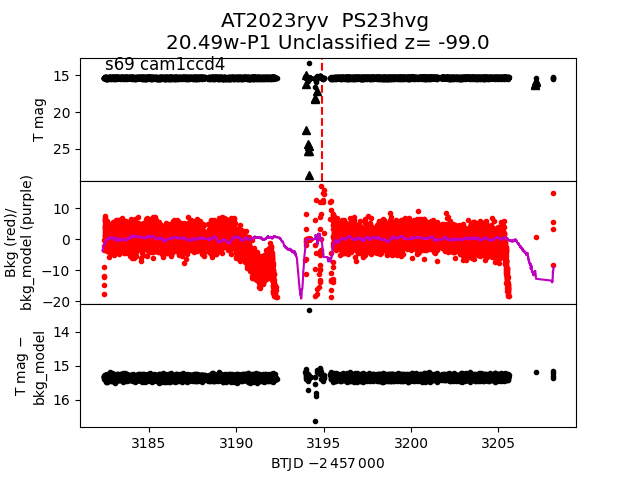 AT2023ryv  PS23hvg
20.49w-P1 Unclassified z= -99.0
s69 cam1ccd4
15
20
25
T mag
10
0
−10
−20
Bkg (red)/
bkg_model (purple)
14
15
16
T mag −
bkg_model
3185
3190
3195
3200
3205
BTJD −2 457 000